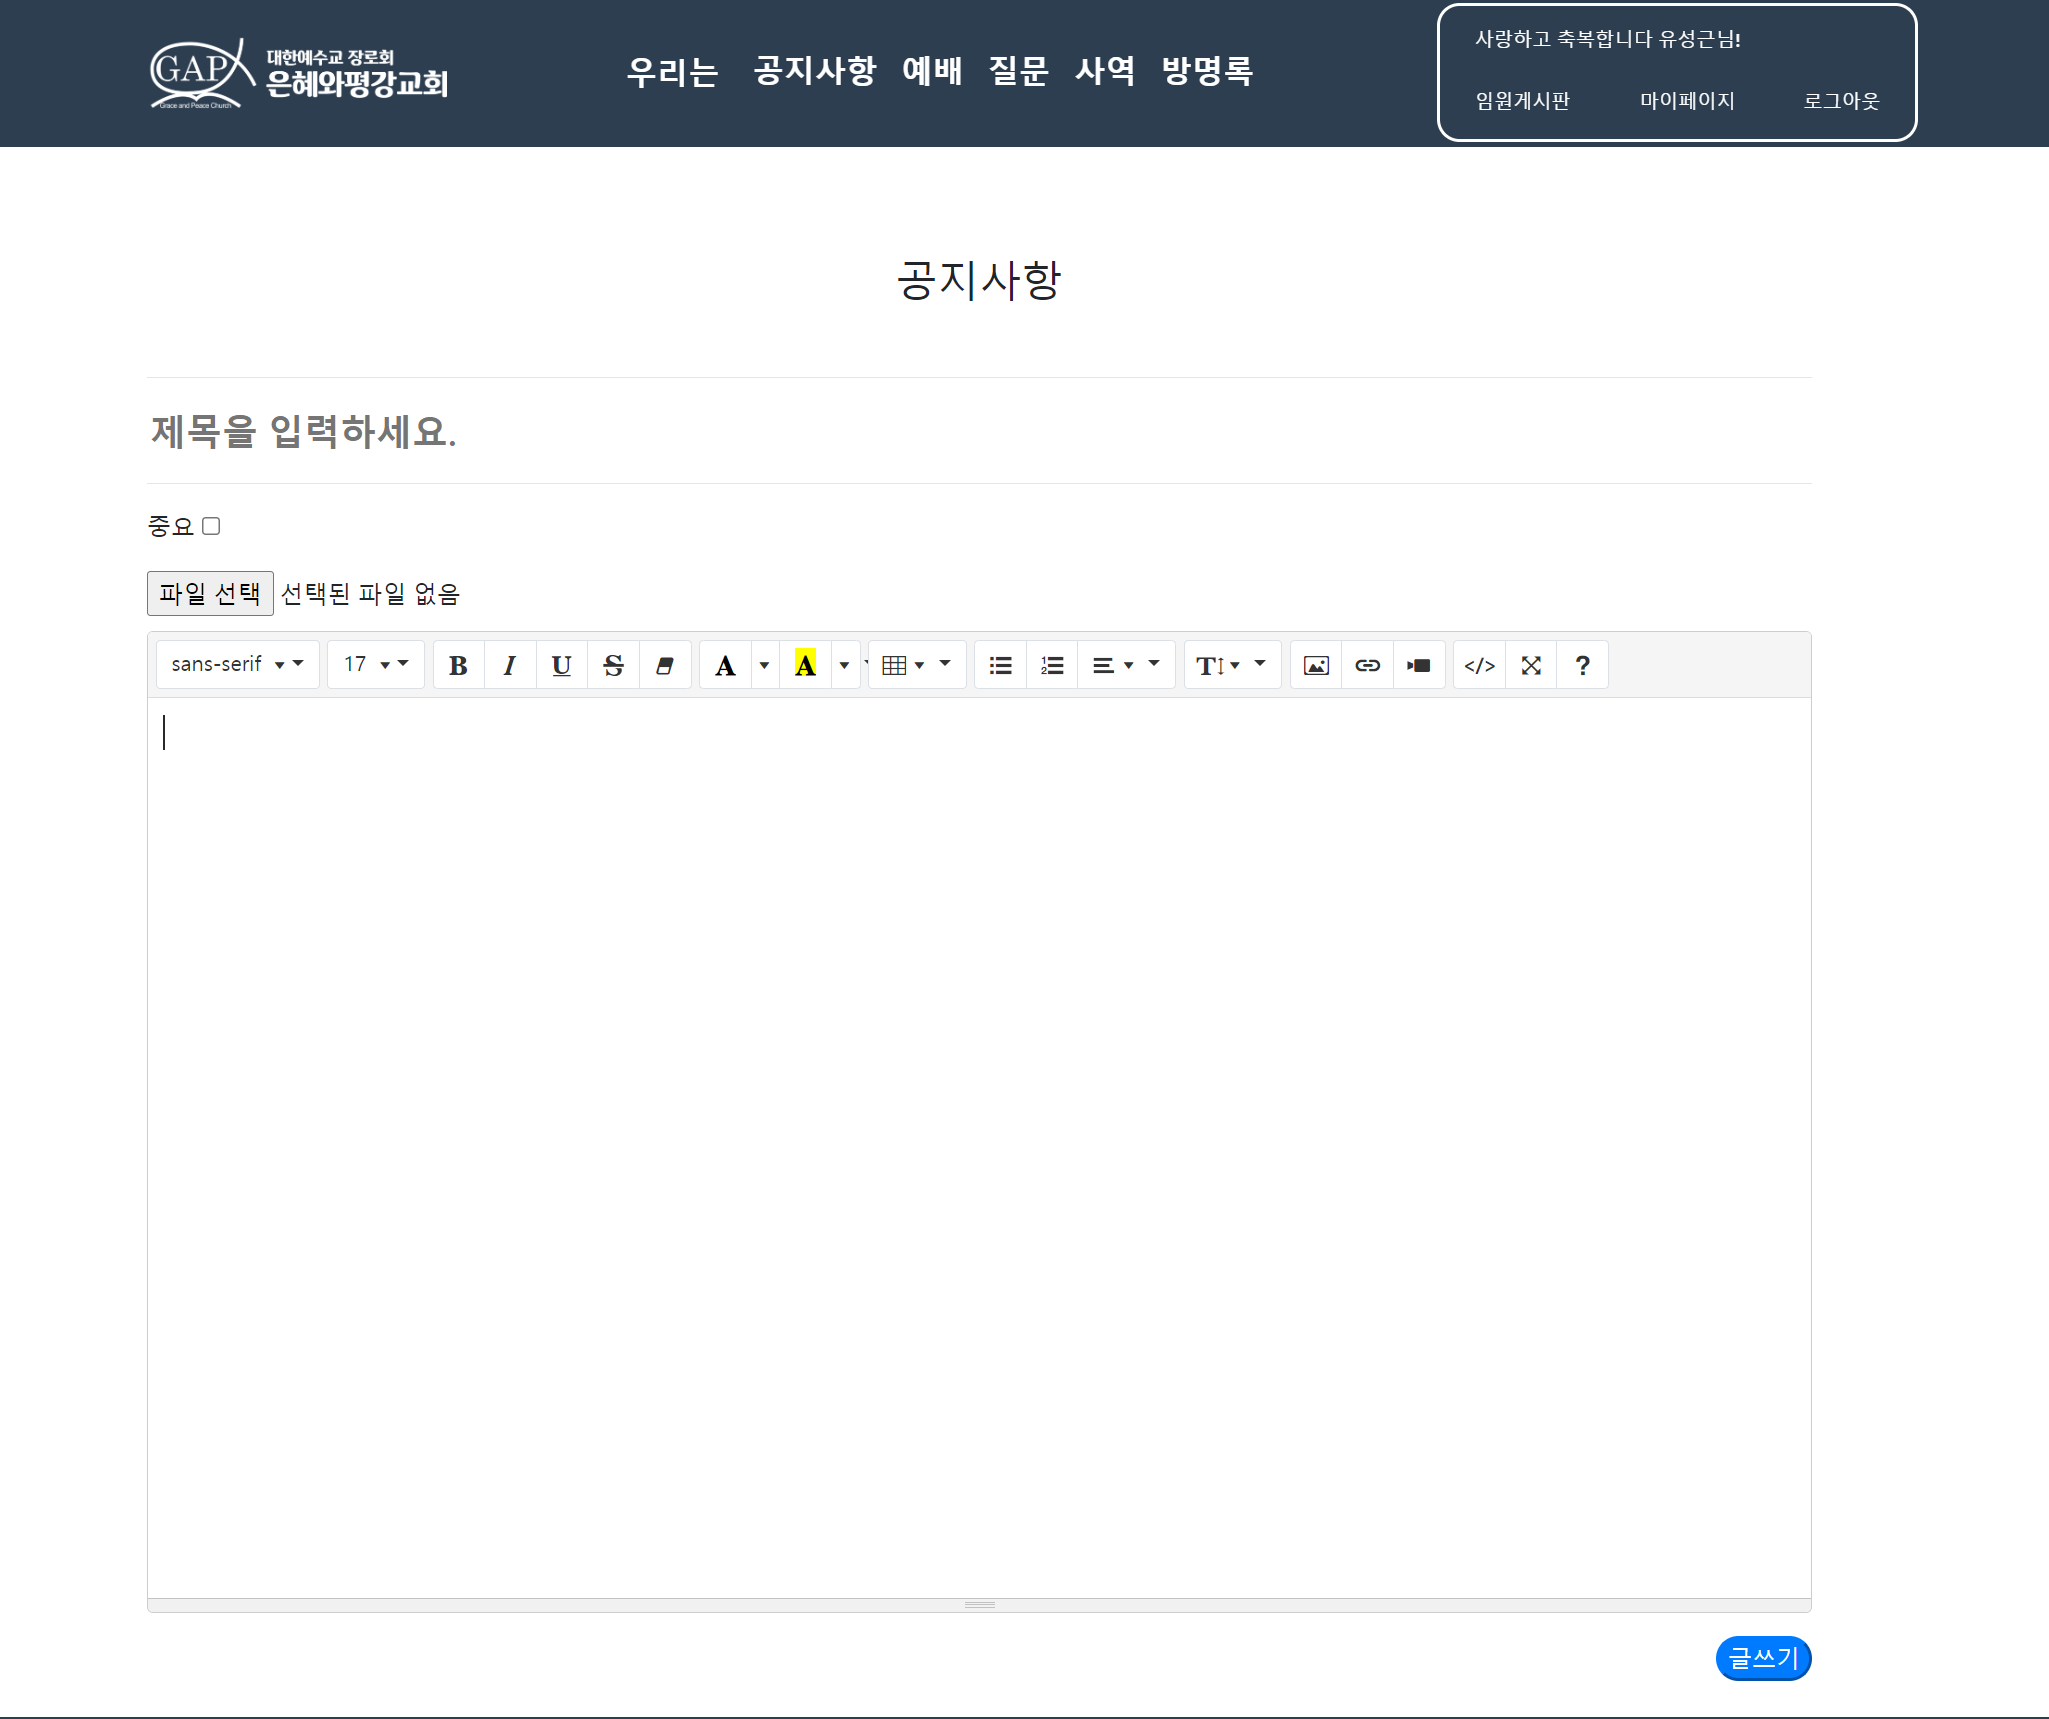 GAP
Grace and Peace Church
대한예수교 장로회
은혜와평강교회
우리는 공지사항 예배 질문 사역 방명록
사랑하고 축복합니다 유성근님!
임원게시판 마이페이지 로그아웃
공지사항
제목을 입력하세요.
중요
파일 선택 선택된 파일 없음
sans-serif 17 B I U S A A T </> ?
글쓰기